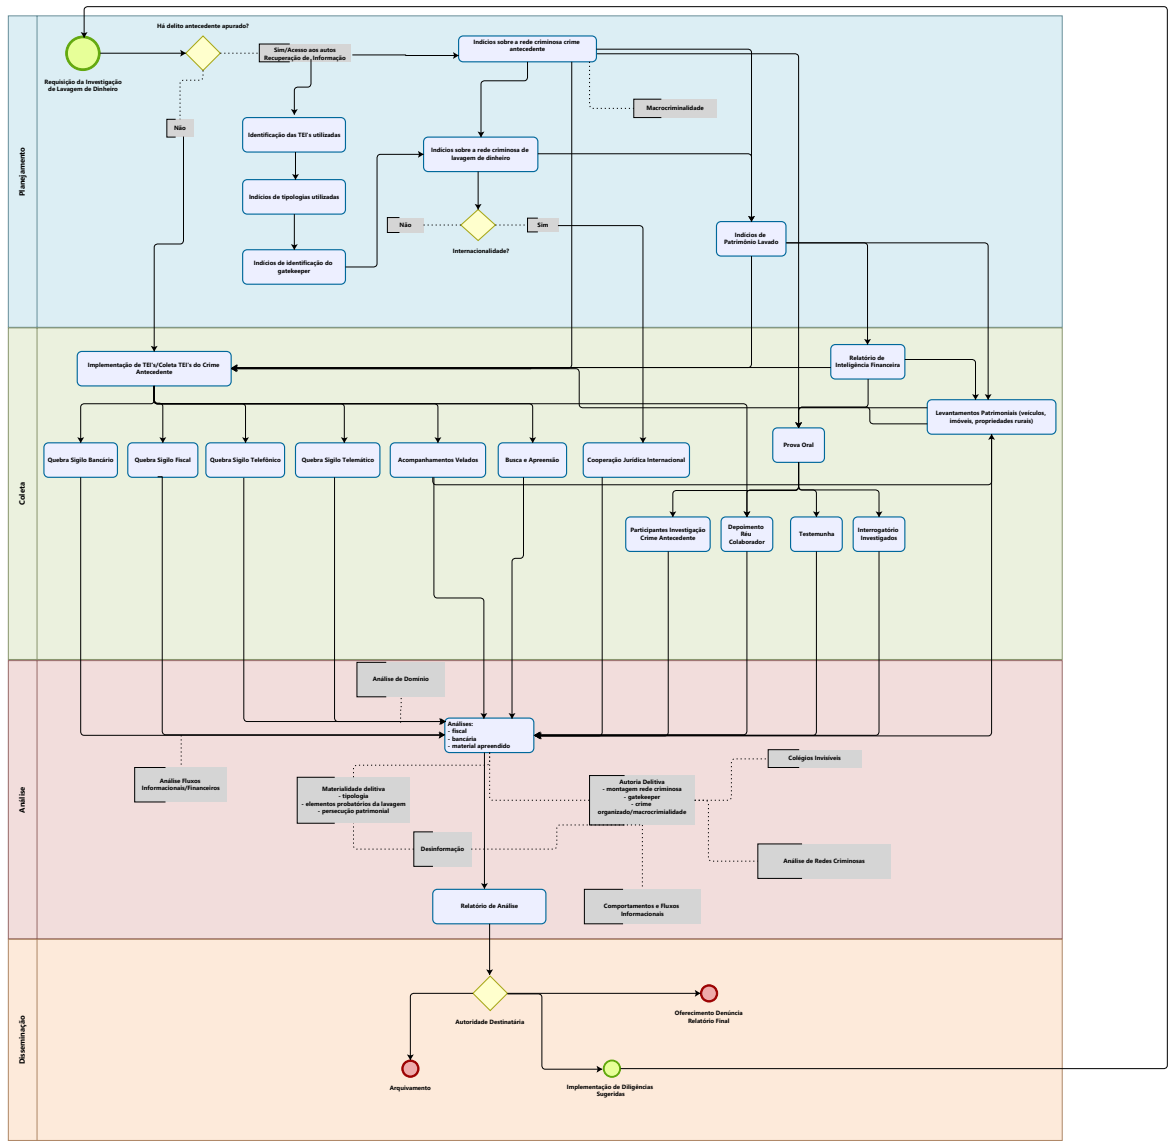 Há delito antecedente apurado?
Requisição da Investigação
de Lavagem de Dinheiro
Sim/Acesso aos autos
Recuperação de Informação
Indícios sobre a rede criminosa crime
antecedente
Macrocriminalidade
Não
Identificação das TEI's utilizadas
Indícios sobre a rede criminosa de
lavagem de dinheiro
Planejamento
Indícios de tipologias utilizadas
Não
Sim
Internacionalidade?
Indícios de
Patrimônio Lavado
Indícios de identificação do
gatekeeper
Implementação de TEI's/Coleta TEI's do Crime
Antecedente
Relatório de
Inteligência Financeira
Levantamentos Patrimoniais (veículos,
imóveis, propriedades rurais)
Prova Oral
Quebra Sigilo Bancário
Quebra Sigilo Fiscal
Quebra Sigilo Telefônico
Quebra Sigilo Telemático
Acompanhamentos Velados
Busca e Apreensão
Cooperação Jurídica Internacional
Coleta
Participantes Investigação
Crime Antecedente
Depoimento
Réu
Colaborador
Testemunha
Interrogatório
Investigados
Análise de Domínio
Análises:
- fiscal
- bancária
- material apreendido
Colégios Invisíveis
Análise Fluxos
Informacionais/Financeiros
Materialidade delitiva
- tipologia
- elementos probatórios da lavagem
- persecução patrimonial
Autoria Delitiva
- montagem rede criminosa
- gatekeeper
- crime
organizado/macrocrimialidade
Análise
Desinformação
Análise de Redes Criminosas
Relatório de Análise
Comportamentos e Fluxos
Informacionais
Disseminação
Autoridade Destinatária
Oferecimento Denúncia
Relatório Final
Arquivamento
Implementação de Diligências
Sugeridas